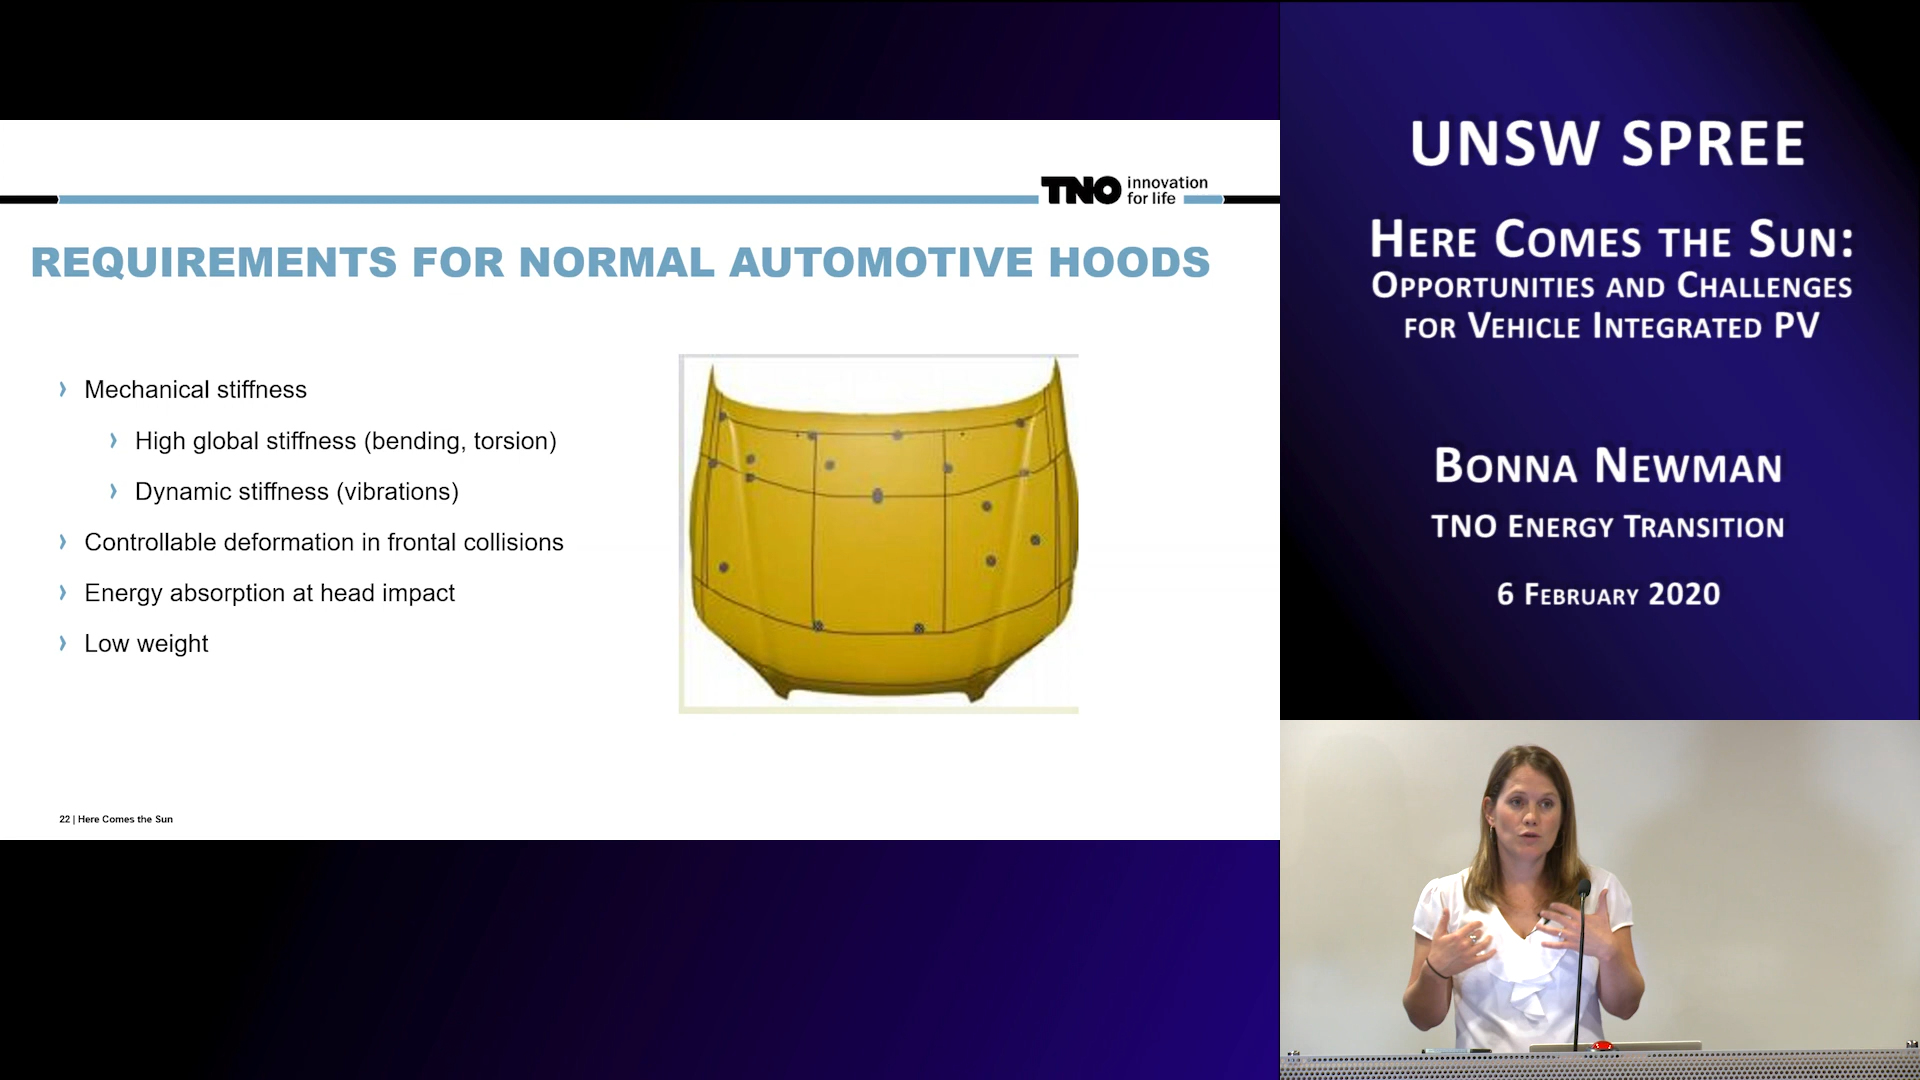 TNO innovation
for life
REQUIREMENTS FOR NORMAL AUTOMOTIVE HOODS
› Mechanical stiffness
› High global stiffness (bending, torsion)
› Dynamic stiffness (vibrations)
› Controllable deformation in frontal collisions
› Energy absorption at head impact
› Low weight
22 | Here Comes the Sun
UNSW SPREE
HERE COMES THE SUN:
OPPORTUNITIES AND CHALLENGES
FOR VEHICLE INTEGRATED PV
BONNA NEWMAN
TNO ENERGY TRANSITION
6 FEBRUARY 2020